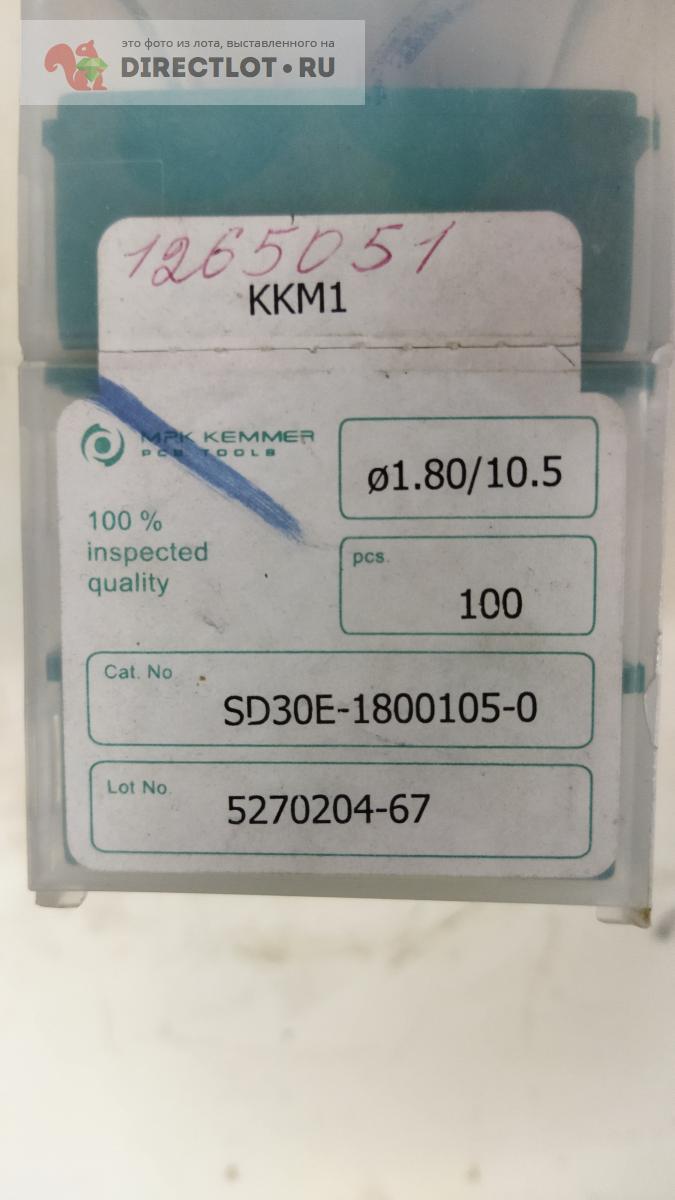 это фото из лота, выставленного на
DIRECTLOT.RU
1265051
KKM1
MPK KEMMER
PCB TOOLS
ø1.80/10.5
100 %
inspected
quality
pcs.
100
Cat. No
SD30E-1800105-0
Lot No.
5270204-67